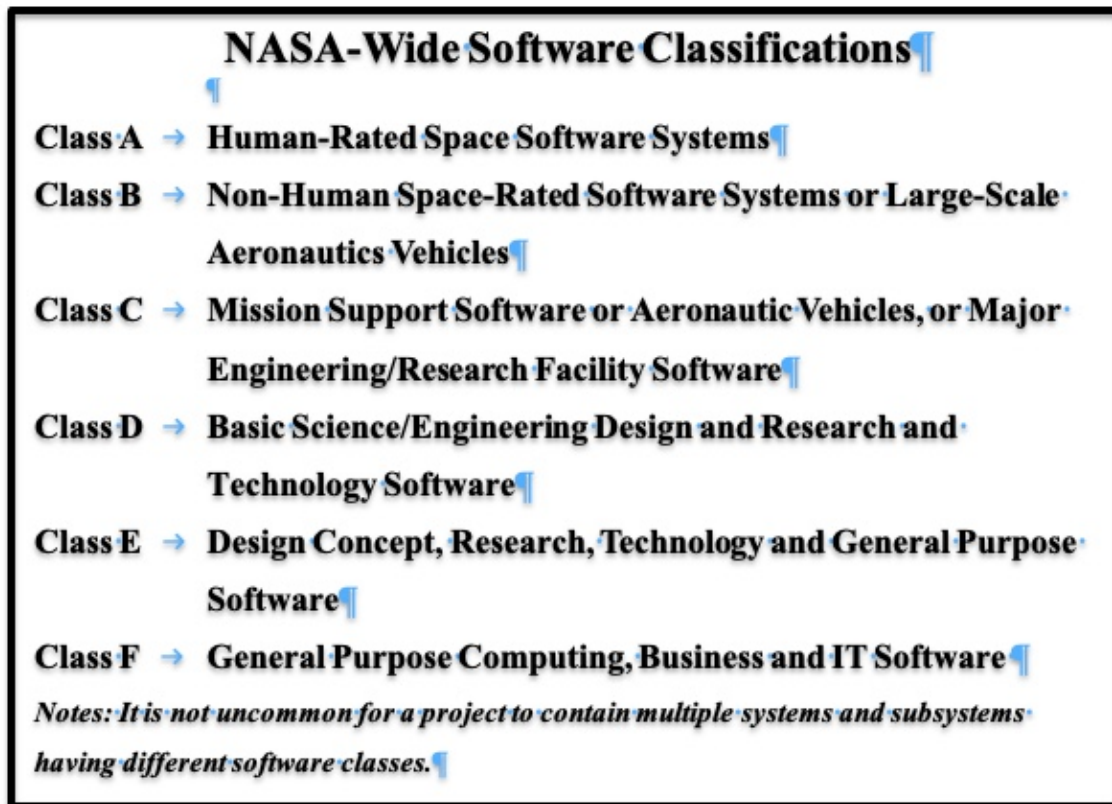 NASA-Wide Software Classifications¶
¶
Class A → Human-Rated Space Software Systems¶
Class B → Non-Human Space-Rated Software Systems or Large-Scale
Aeronautics Vehicles¶
Class C → Mission Support Software or Aeronautic Vehicles, or Major
Engineering/Research Facility Software¶
Class D → Basic Science/Engineering Design and Research and
Technology Software¶
Class E → Design Concept, Research, Technology and General Purpose
Software¶
Class F → General Purpose Computing, Business and IT Software ¶
Notes: It is not uncommon for a project to contain multiple systems and subsystems
having different software classes.¶